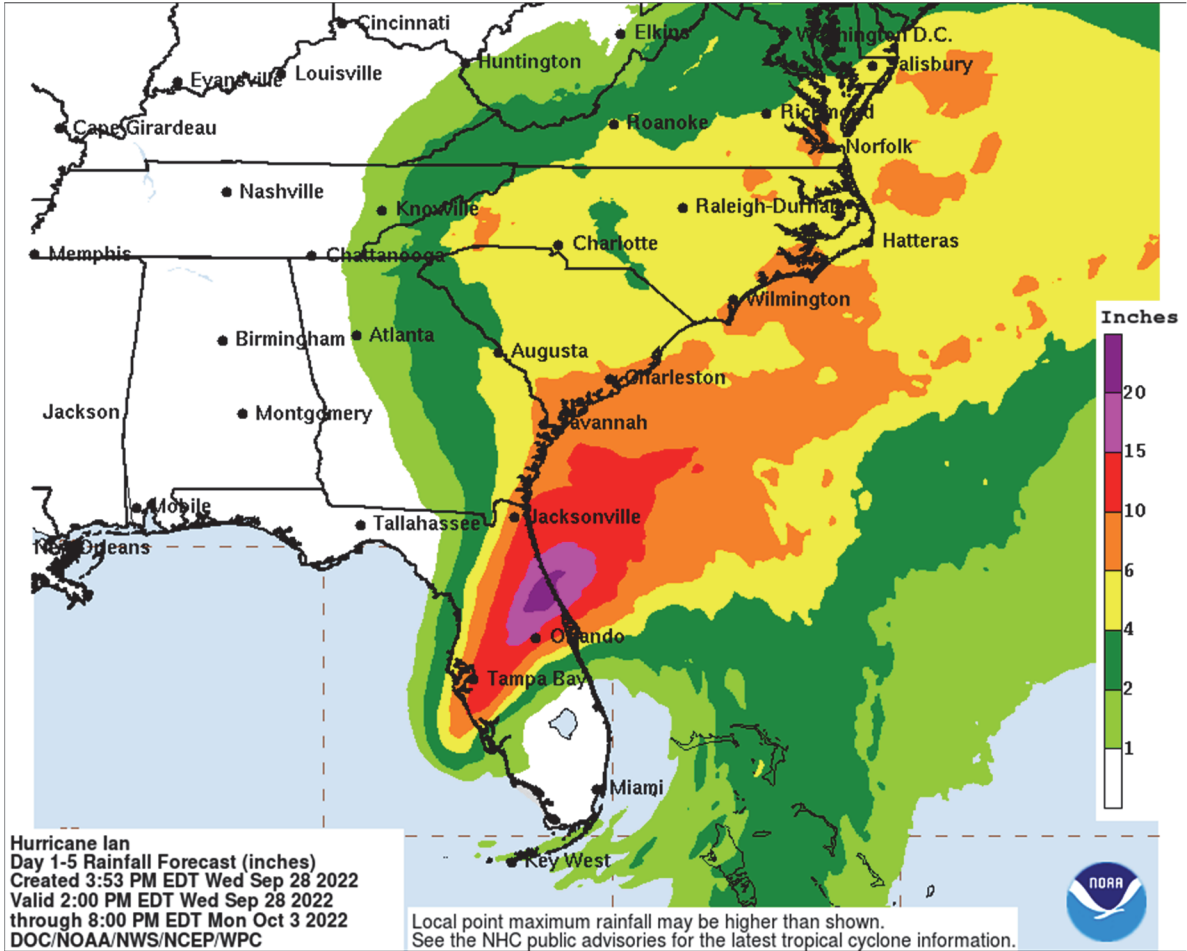 Cincinnati
Elkins
Washington D.C.
Huntington
Salisbury
Evansville
Louisville
Cape Girardeau
Roanoke
Richmond
Norfolk
Nashville
Knoxville
Raleigh-Durham
Charlotte
Hatteras
Memphis
Chattanooga
Wilmington
Inches
Birmingham
Atlanta
Augusta
Charleston
20
Jackson
Montgomery
Savannah
15
Mobile
Tallahassee
Jacksonville
10
New Orleans
6
Orlando
4
Tampa Bay
2
1
Miami
Key West
Hurricane Ian
Day 1-5 Rainfall Forecast (inches)
Created 3:53 PM EDT Wed Sep 28 2022
Valid 2:00 PM EDT Wed Sep 28 2022
through 8:00 PM EDT Mon Oct 3 2022
DOC/NOAA/NWS/NCEP/WPC
Local point maximum rainfall may be higher than shown.
See the NHC public advisories for the latest tropical cyclone information.
NOAA